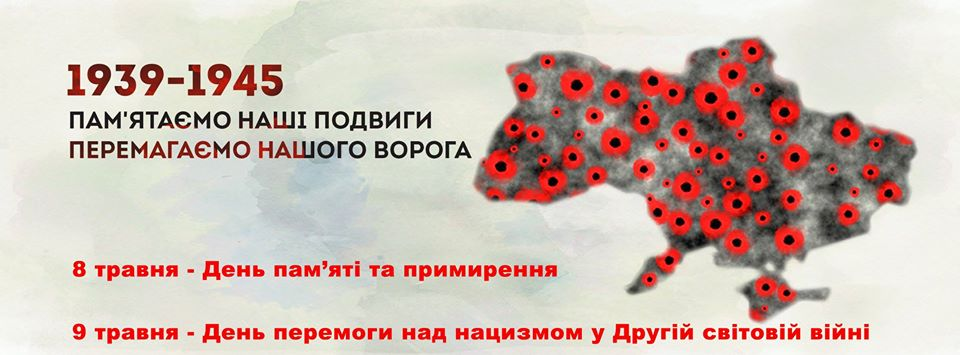 1939-1945
ПАМ'ЯТАЄМО НАШІ ПОДВИГИ
ПЕРЕМАГАЄМО НАШОГО ВОРОГА
8 травня - День пам’яті та примирення
9 травня - День перемоги над нацизмом у Другій світовій війні